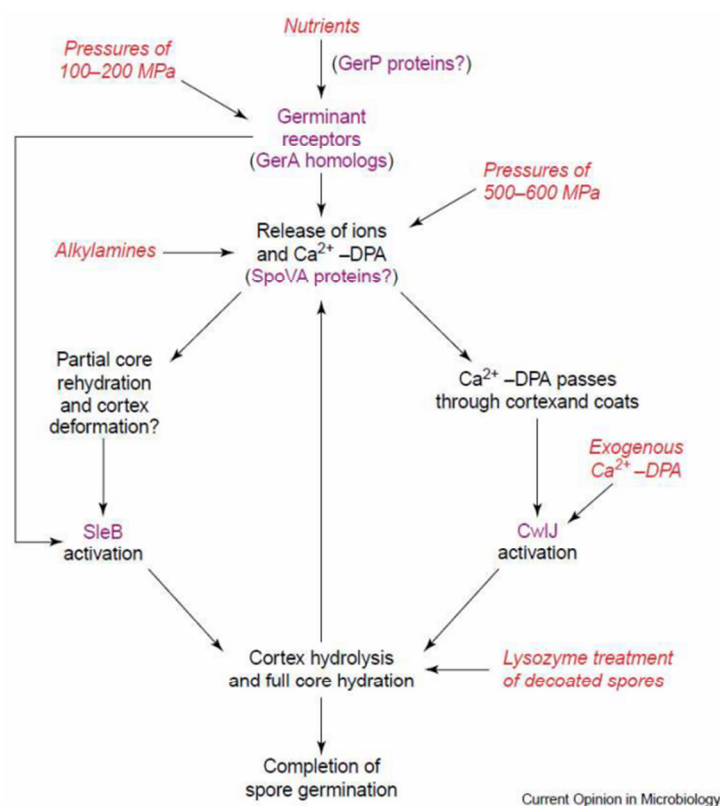 Nutrients
Pressures of
100–200 MPa
(GerP proteins?)
Germinant
receptors
(GerA homologs)
Pressures of
500–600 MPa
Alkylamines
Release of ions
and Ca2+ –DPA
(SpoVA proteins?)
Partial core
rehydration
and cortex
deformation?
Ca2+ –DPA passes
through cortexand coats
Exogenous
Ca2+ –DPA
SleB
activation
CwlJ
activation
Cortex hydrolysis
and full core hydration
Lysozyme treatment
of decoated spores
Completion of
spore germination
Current Opinion in Microbiology